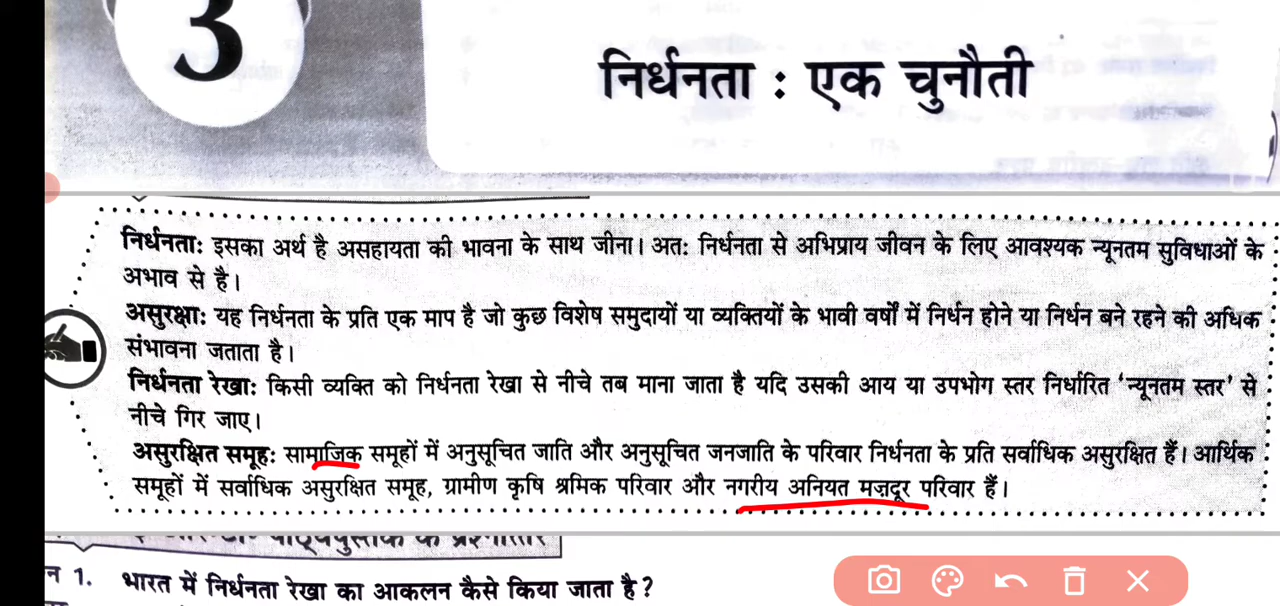 3
निर्धनता : एक चुनौती
निर्धनता: इसका अर्थ है असहायता की भावना के साथ जीना। अत: निर्धनता से अभिप्राय जीवन के लिए आवश्यक न्यूनतम सुविधाओं के
अभाव से है।
असुरक्षा: यह निर्धनता के प्रति एक माप है जो कुछ विशेष समुदायों या व्यक्तियों के भावी वर्षों में निर्धन होने या निर्धन बने रहने की अधिक
संभावना जताता है।
निर्धनता रेखा: किसी व्यक्ति को निर्धनता रेखा से नीचे तब माना जाता है यदि उसकी आय या उपभोग स्तर निर्धारित ‘न्यूनतम स्तर’ से
नीचे गिर जाए।
असुरक्षित समूह: सामाजिक समूहों में अनुसूचित जाति और अनुसूचित जनजाति के परिवार निर्धनता के प्रति सर्वाधिक असुरक्षित हैं। आर्थिक
समूहों में सर्वाधिक असुरक्षित समूह, ग्रामीण कृषि श्रमिक परिवार और नगरीय अनियत मज़दूर परिवार हैं।
पाठ्यपुस्तक के प्रश्नोत्तर
न 1. भारत में निर्धनता रेखा का आकलन कैसे किया जाता है?